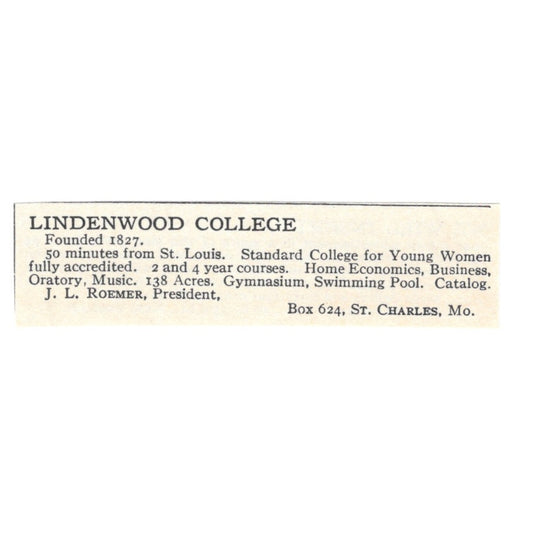 LINDENWOOD COLLEGE
Founded 1827.
50 minutes from St. Louis. Standard College for Young Women
fully accredited. 2 and 4 year courses. Home Economics, Business,
Oratory, Music. 138 Acres. Gymnasium, Swimming Pool. Catalog.
J. L. ROEMER, President,
Box 624, ST. CHARLES, Mo.